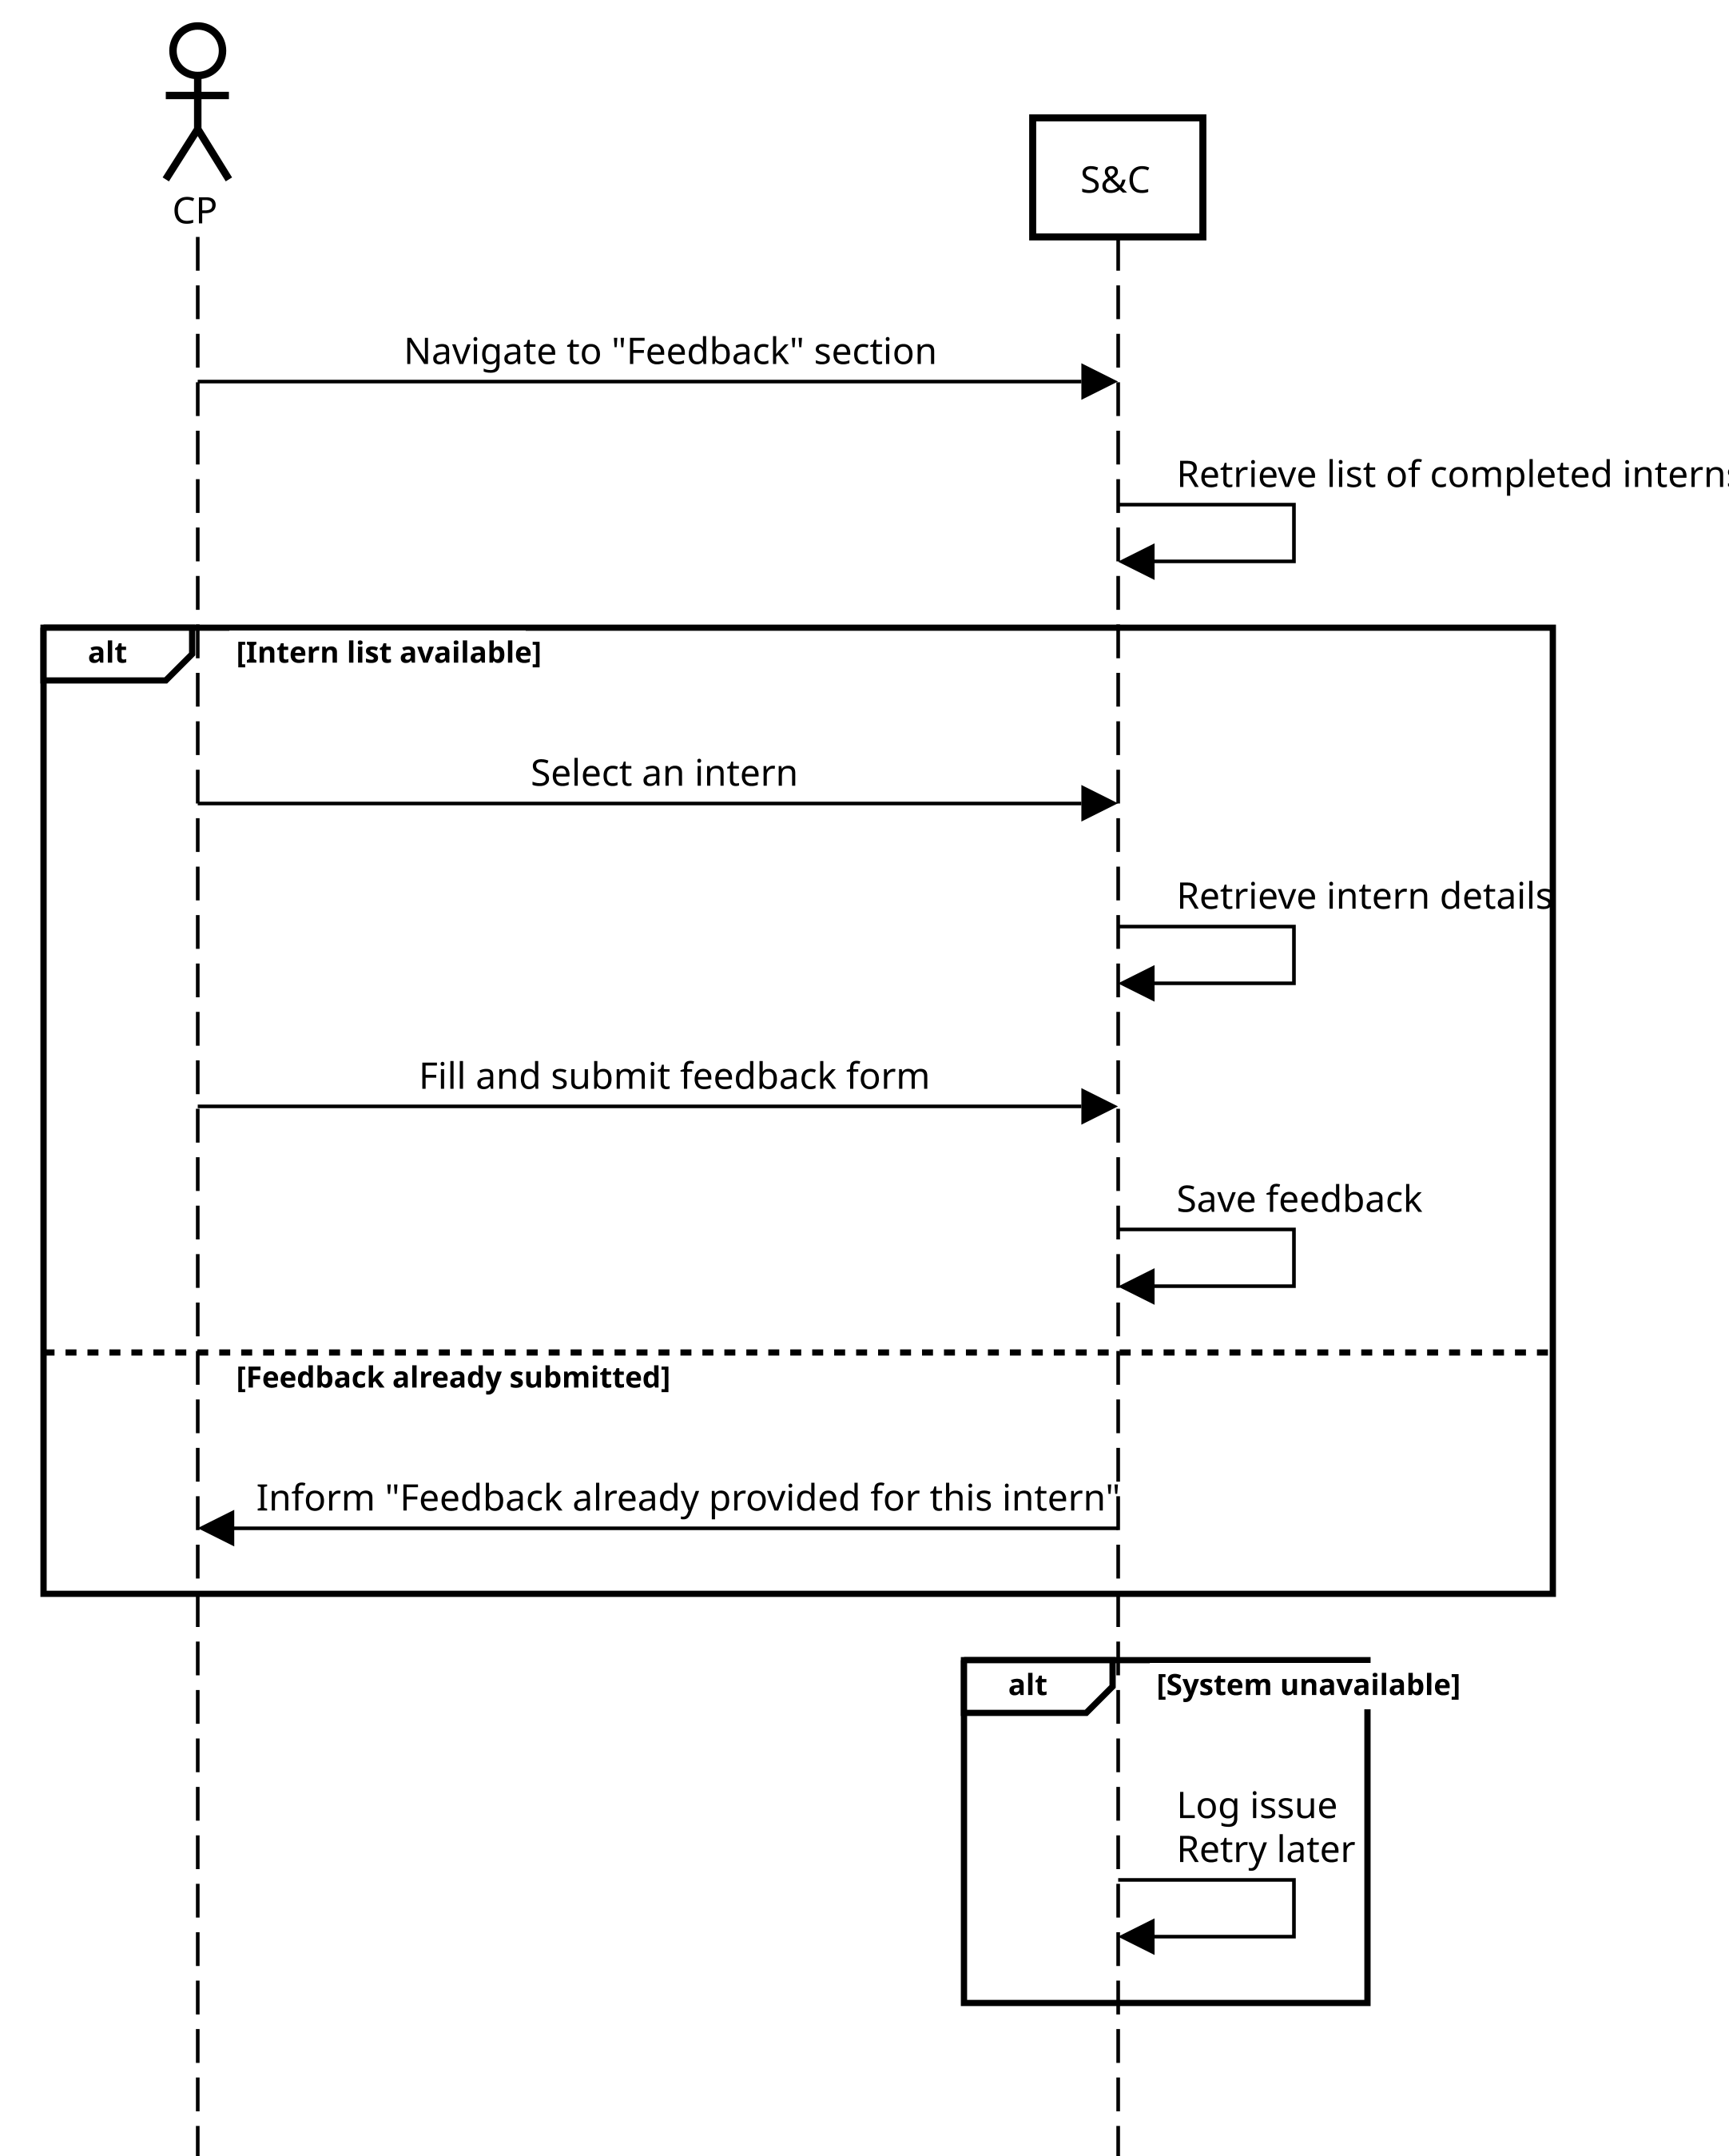 CP
S&C
Navigate to "Feedback" section
Retrieve list of completed interns
alt
[Intern list available]
Select an intern
Retrieve intern details
Fill and submit feedback form
Save feedback
[Feedback already submitted]
Inform "Feedback already provided for this intern"
alt
[System unavailable]
Log issue
Retry later